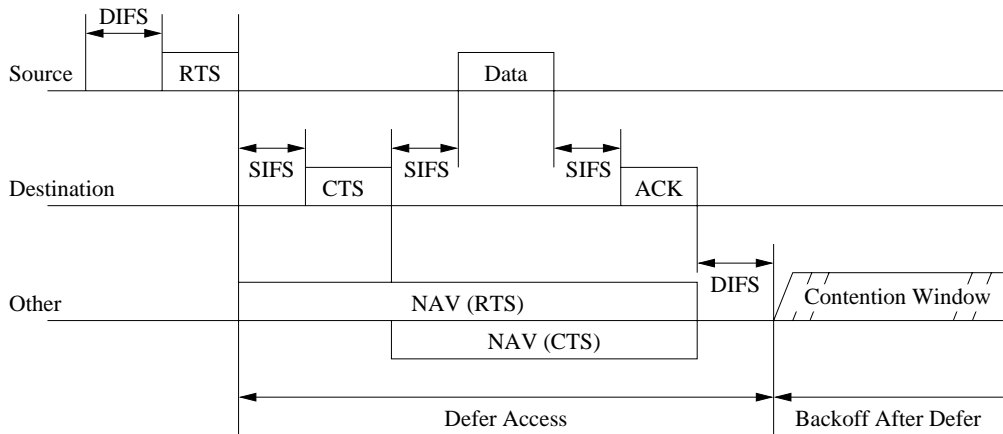 DIFS
Source
RTS
Data
SIFS
SIFS
SIFS
Destination
CTS
ACK
DIFS
Other
NAV (RTS)
Contention Window
NAV (CTS)
Defer Access
Backoff After Defer